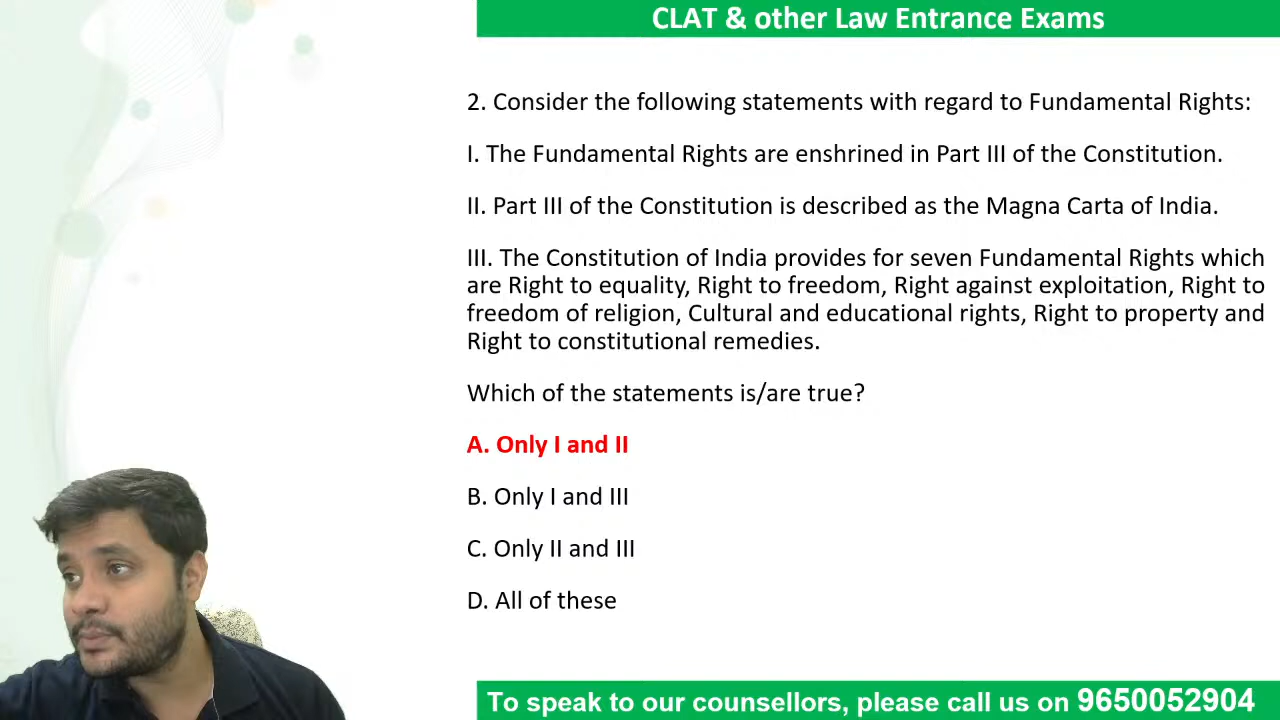 CLAT & other Law Entrance Exams
2. Consider the following statements with regard to Fundamental Rights:
I. The Fundamental Rights are enshrined in Part III of the Constitution.
II. Part III of the Constitution is described as the Magna Carta of India.
III. The Constitution of India provides for seven Fundamental Rights which
are Right to equality, Right to freedom, Right against exploitation, Right to
freedom of religion, Cultural and educational rights, Right to property and
Right to constitutional remedies.
Which of the statements is/are true?
A. Only I and II
B. Only I and III
C. Only II and III
D. All of these
To speak to our counsellors, please call us on 9650052904